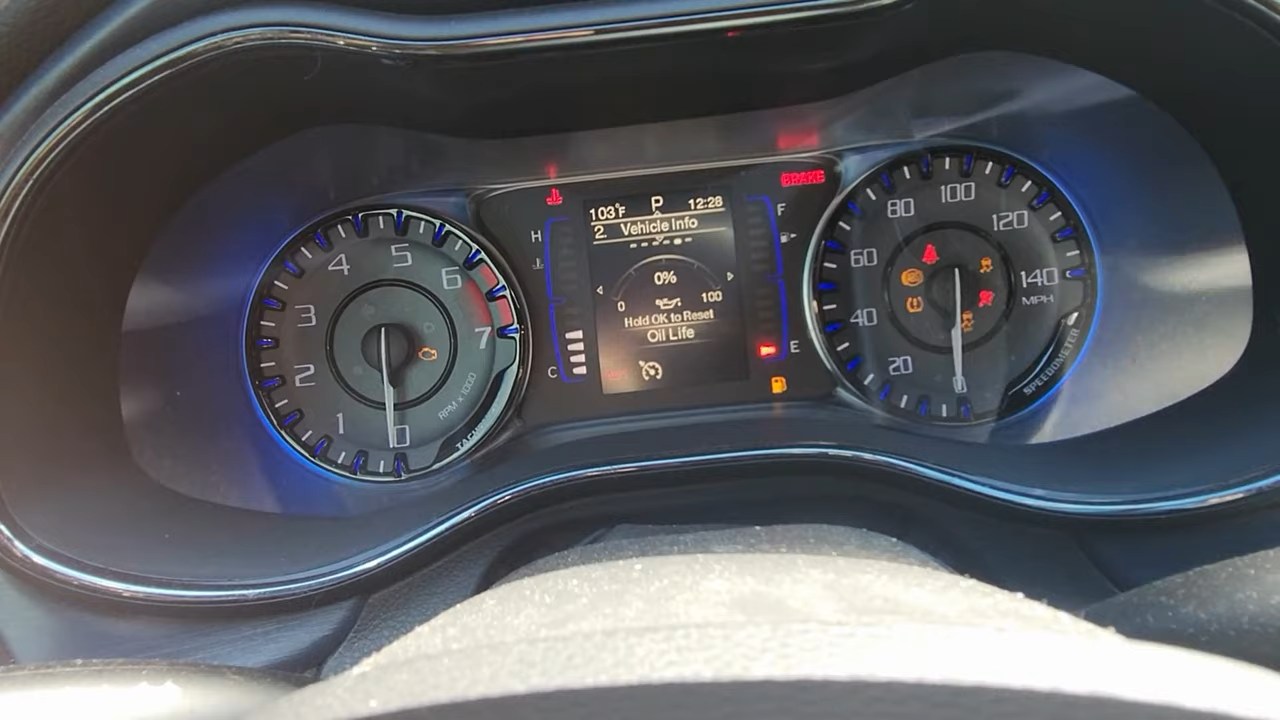 103°F P 12:28
2. Vehicle Info
0%
0 100
Hold OK to Reset
Oil Life
H
C
F
E
BRAKE
0
1
2
3
4
5
6
7
RPM x 1000
0
20
40
60
80
100
120
140
MPH
SPEEDOMETER
ABS